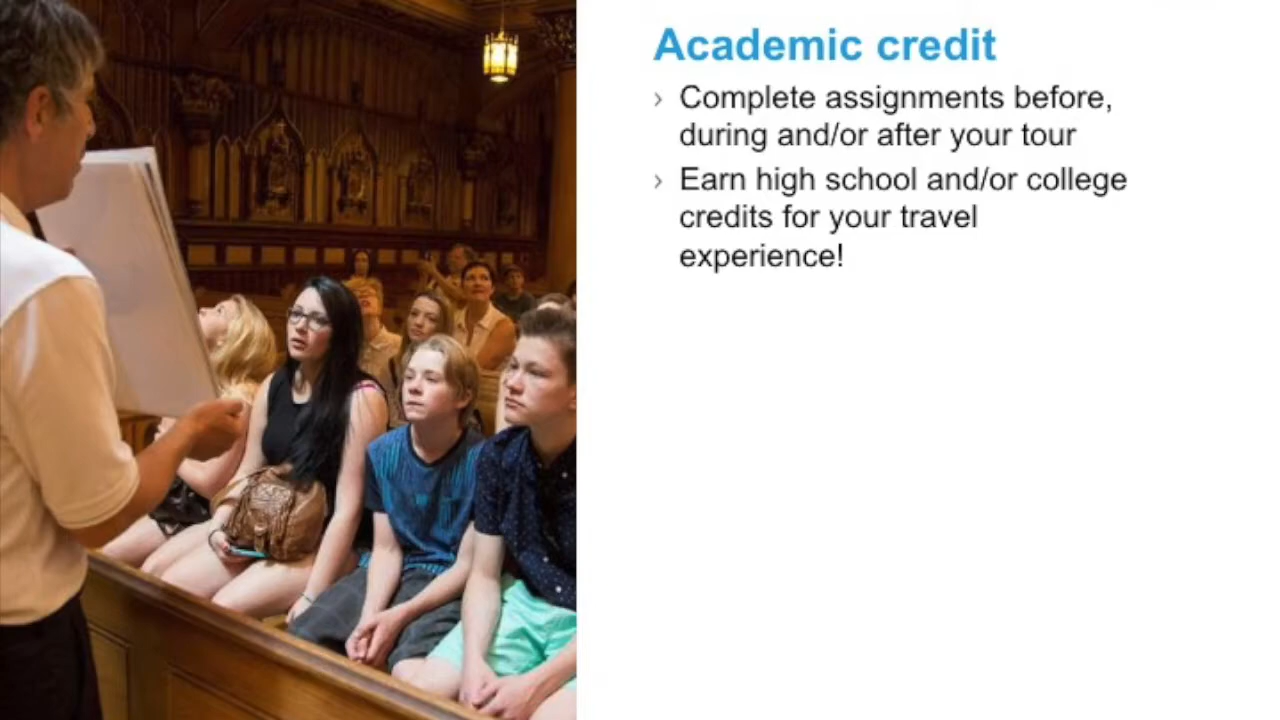 Academic credit
› Complete assignments before,
during and/or after your tour
› Earn high school and/or college
credits for your travel
experience!